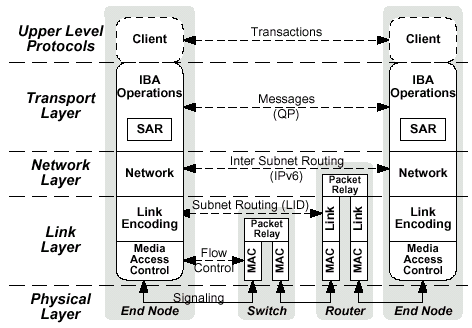 Upper Level
Protocols
Client
Transactions
Client
Transport
Layer
IBA
Operations
SAR
Messages
(QP)
IBA
Operations
SAR
Network
Layer
Network
Inter Subnet Routing
(IPv6)
Network
Packet
Relay
Link
Layer
Link
Encoding
Subnet Routing (LID)
Link
Link
Link
Encoding
Packet
Relay
Media
Access
Control
Flow
Control
MAC
MAC
MAC
MAC
Media
Access
Control
Physical
Layer
Signaling
End Node
Switch
Router
End Node